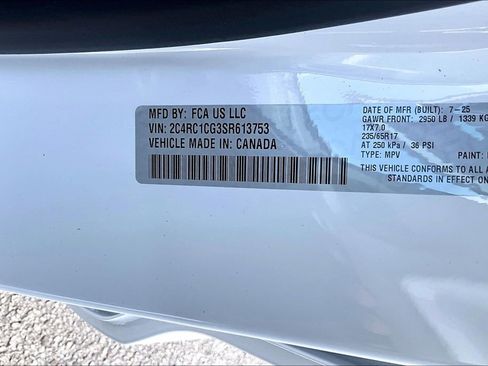 MFD BY: FCA US LLC
VIN: 2C4RC1CG3SR613753
VEHICLE MADE IN: CANADA
DATE OF MFR (BUILT): 7-25
GAWR FRONT: 2950 LB / 1339 KG
17X7.0
235/65R17
AT 250 kPa / 36 PSI
TYPE: MPV PAINT:
THIS VEHICLE CONFORMS TO ALL
STANDARDS IN EFFECT ON